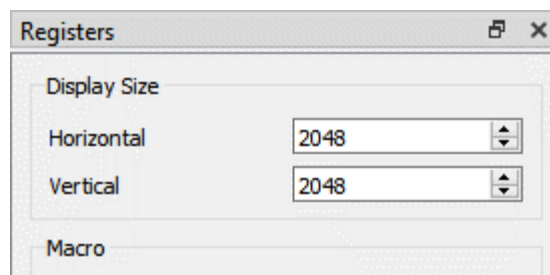 Registers
Display Size
Horizontal 2048
Vertical 2048
Macro